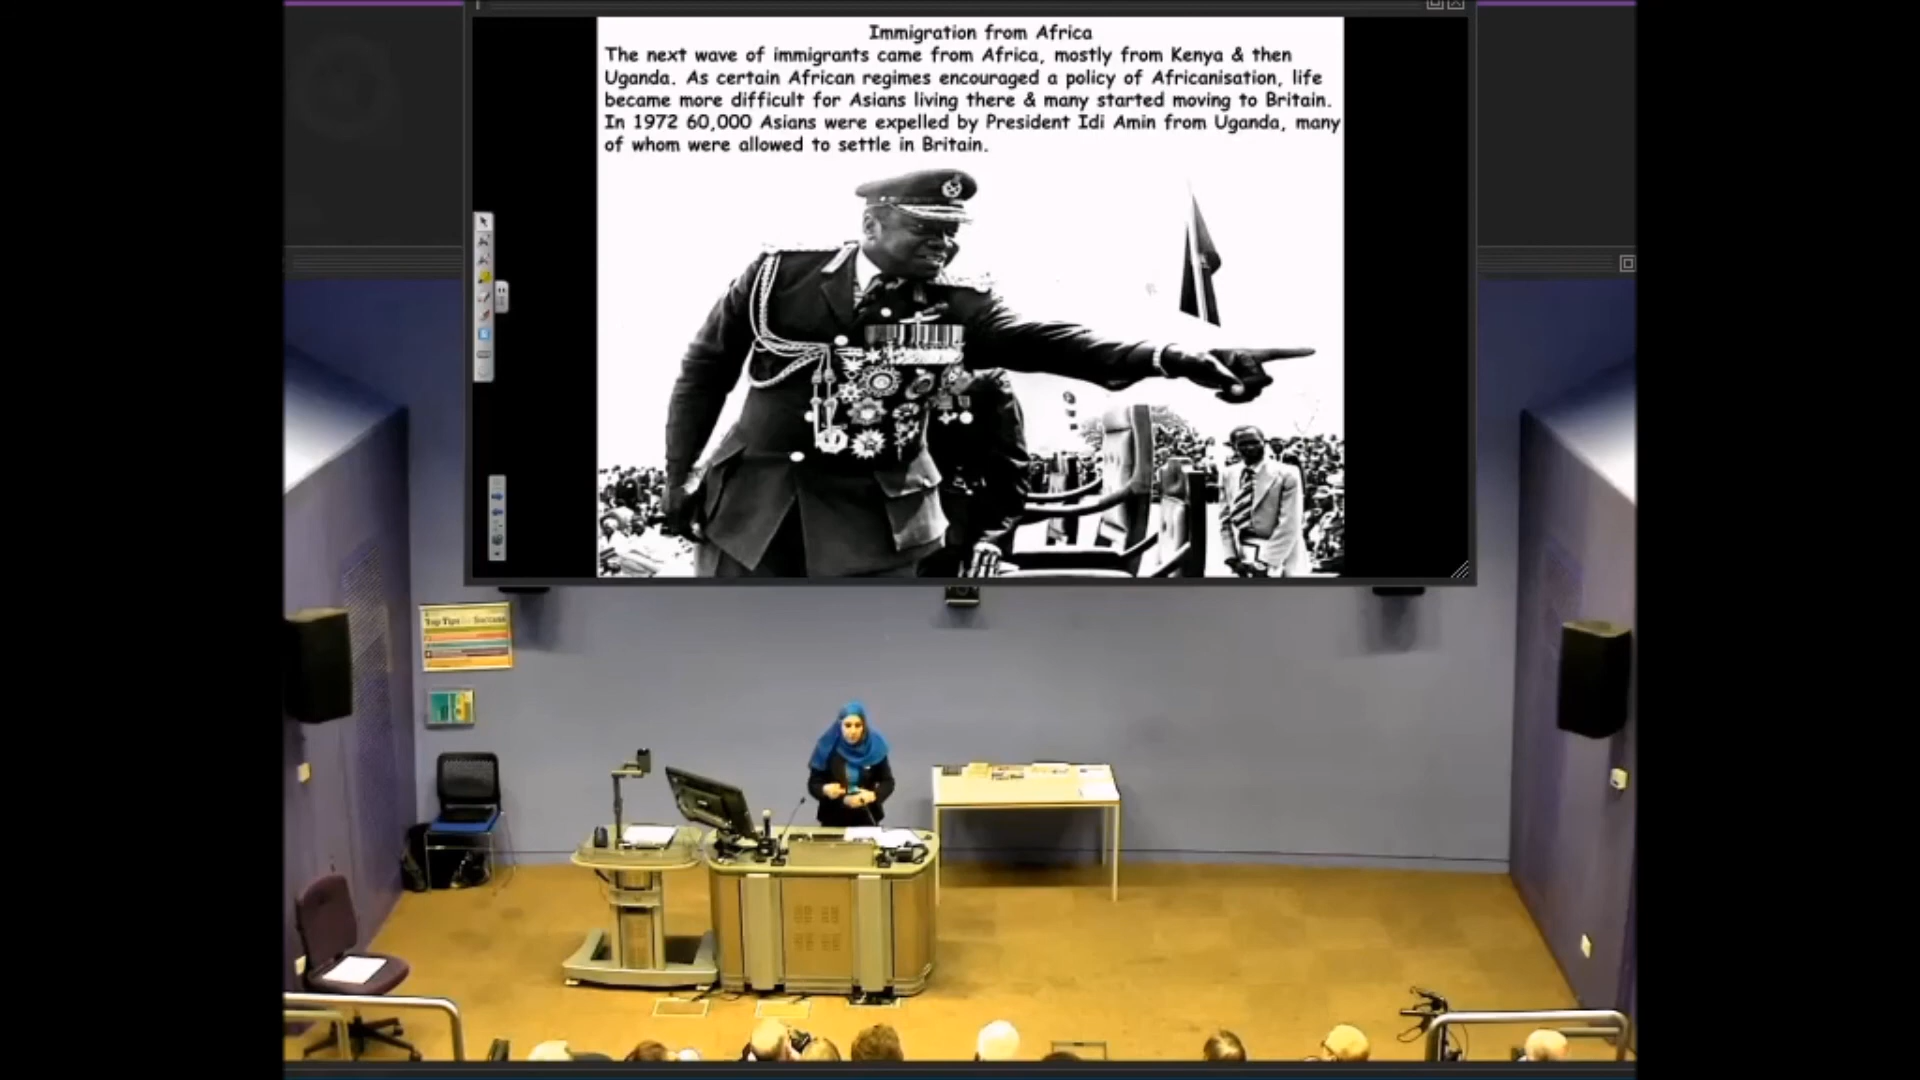 Immigration from Africa
The next wave of immigrants came from Africa, mostly from Kenya & then
Uganda. As certain African regimes encouraged a policy of Africanisation, life
became more difficult for Asians living there & many started moving to Britain.
In 1972 60,000 Asians were expelled by President Idi Amin from Uganda, many
of whom were allowed to settle in Britain.
Top Tips for Success